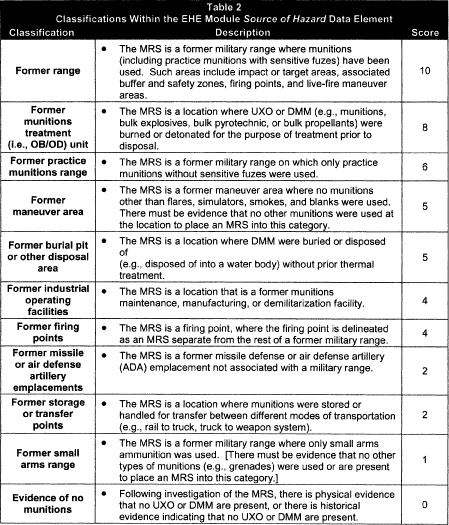 Table 2
Classifications Within the EHE Module Source of Hazard Data Element
Classification Description Score
Former range
• The MRS is a former military range where munitions
(including practice munitions with sensitive fuzes) have been
used. Such areas include impact or target areas, associated
buffer and safety zones, firing points, and live-fire maneuver
areas.
10
Former
munitions
treatment
(i.e., OB/OD) unit
• The MRS is a location where UXO or DMM (e.g., munitions,
bulk explosives, bulk pyrotechnic, or bulk propellants) were
burned or detonated for the purpose of treatment prior to
disposal.
8
Former practice
munitions range
• The MRS is a former military range on which only practice
munitions without sensitive fuzes were used.
6
Former
maneuver area
• The MRS is a former maneuver area where no munitions
other than flares, simulators, smokes, and blanks were used.
There must be evidence that no other munitions were used at
the location to place an MRS into this category.
5
Former burial pit
or other disposal
area
• The MRS is a location where DMM were buried or disposed
of
(e.g., disposed of into a water body) without prior thermal
treatment.
5
Former industrial
operating
facilities
• The MRS is a location that is a former munitions
maintenance, manufacturing, or demilitarization facility.
4
Former firing
points
• The MRS is a firing point, where the firing point is delineated
as an MRS separate from the rest of a former military range.
4
Former missile
or air defense
artillery
emplacements
• The MRS is a former missile defense or air defense artillery
(ADA) emplacement not associated with a military range.
2
Former storage
or transfer
points
• The MRS is a location where munitions were stored or
handled for transfer between different modes of transportation
(e.g., rail to truck, truck to weapon system).
2
Former small
arms range
• The MRS is a former military range where only small arms
ammunition was used. [There must be evidence that no other
types of munitions (e.g., grenades) were used or are present
to place an MRS into this category.]
1
Evidence of no
munitions
• Following investigation of the MRS, there is physical evidence
that no UXO or DMM are present, or there is historical
evidence indicating that no UXO or DMM are present.
0